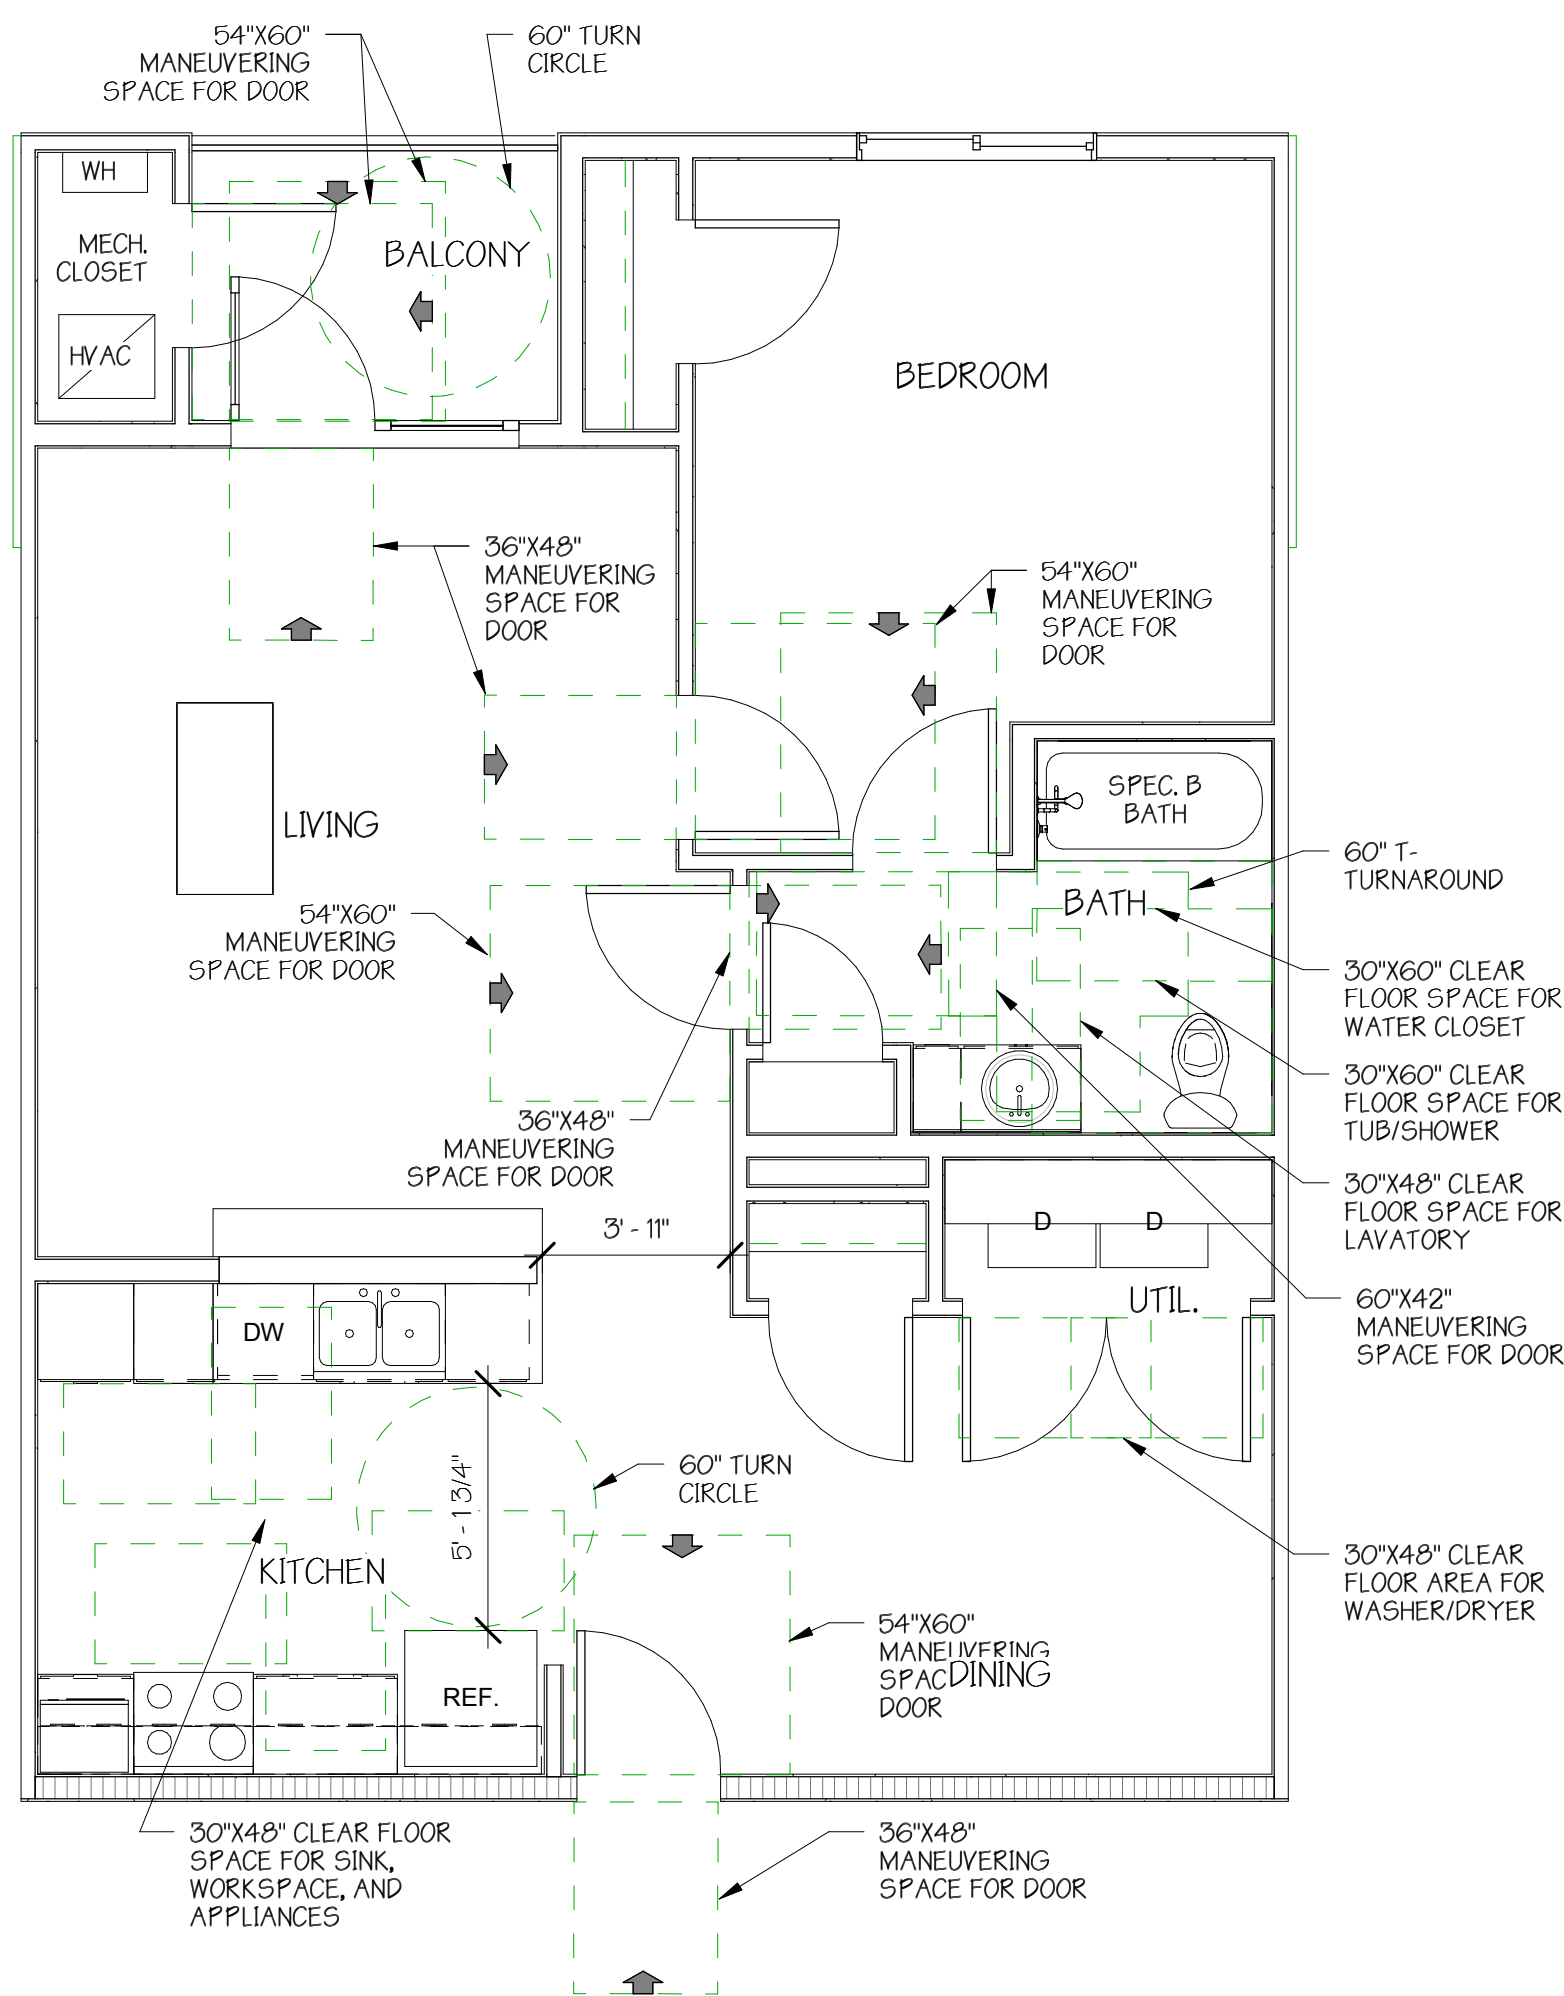 54"X60"
MANEUVERING
SPACE FOR DOOR
60" TURN
CIRCLE
WH
MECH.
CLOSET
HVAC
BALCONY
BEDROOM
36"X48"
MANEUVERING
SPACE FOR
DOOR
54"X60"
MANEUVERING
SPACE FOR
DOOR
LIVING
SPEC. B
BATH
60" T-
TURNAROUND
BATH
54"X60"
MANEUVERING
SPACE FOR DOOR
30"X60" CLEAR
FLOOR SPACE FOR
WATER CLOSET
30"X60" CLEAR
FLOOR SPACE FOR
TUB/SHOWER
36"X48"
MANEUVERING
SPACE FOR DOOR
30"X48" CLEAR
FLOOR SPACE FOR
LAVATORY
3' - 11"
D
D
UTIL.
60"X42"
MANEUVERING
SPACE FOR DOOR
DW
60" TURN
CIRCLE
5' - 1 3/4"
KITCHEN
30"X48" CLEAR
FLOOR AREA FOR
WASHER/DRYER
54"X60"
MANEUVERING
SPAC
DOOR
DINING
REF.
30"X48" CLEAR FLOOR
SPACE FOR SINK,
WORKSPACE, AND
APPLIANCES
36"X48"
MANEUVERING
SPACE FOR DOOR